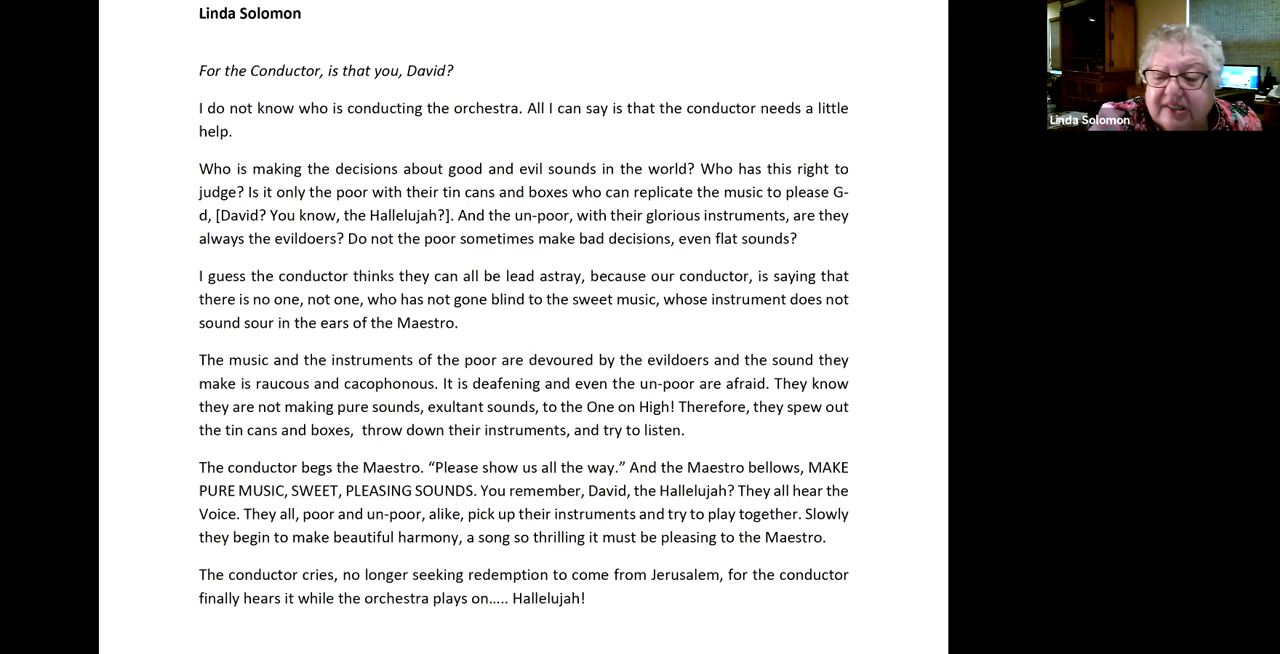 Linda Solomon
For the Conductor, is that you, David?
I do not know who is conducting the orchestra. All I can say is that the conductor needs a little
help.
Who is making the decisions about good and evil sounds in the world? Who has this right to
judge? Is it only the poor with their tin cans and boxes who can replicate the music to please G-
d, [David? You know, the Hallelujah?]. And the un-poor, with their glorious instruments, are they
always the evildoers? Do not the poor sometimes make bad decisions, even flat sounds?
I guess the conductor thinks they can all be lead astray, because our conductor, is saying that
there is no one, not one, who has not gone blind to the sweet music, whose instrument does not
sound sour in the ears of the Maestro.
The music and the instruments of the poor are devoured by the evildoers and the sound they
make is raucous and cacophonous. It is deafening and even the un-poor are afraid. They know
they are not making pure sounds, exultant sounds, to the One on High! Therefore, they spew out
the tin cans and boxes,  throw down their instruments, and try to listen.
The conductor begs the Maestro. “Please show us all the way.” And the Maestro bellows, MAKE
PURE MUSIC, SWEET, PLEASING SOUNDS. You remember, David, the Hallelujah? They all hear the
Voice. They all, poor and un-poor, alike, pick up their instruments and try to play together. Slowly
they begin to make beautiful harmony, a song so thrilling it must be pleasing to the Maestro.
The conductor cries, no longer seeking redemption to come from Jerusalem, for the conductor
finally hears it while the orchestra plays on….. Hallelujah!
Linda Solomon